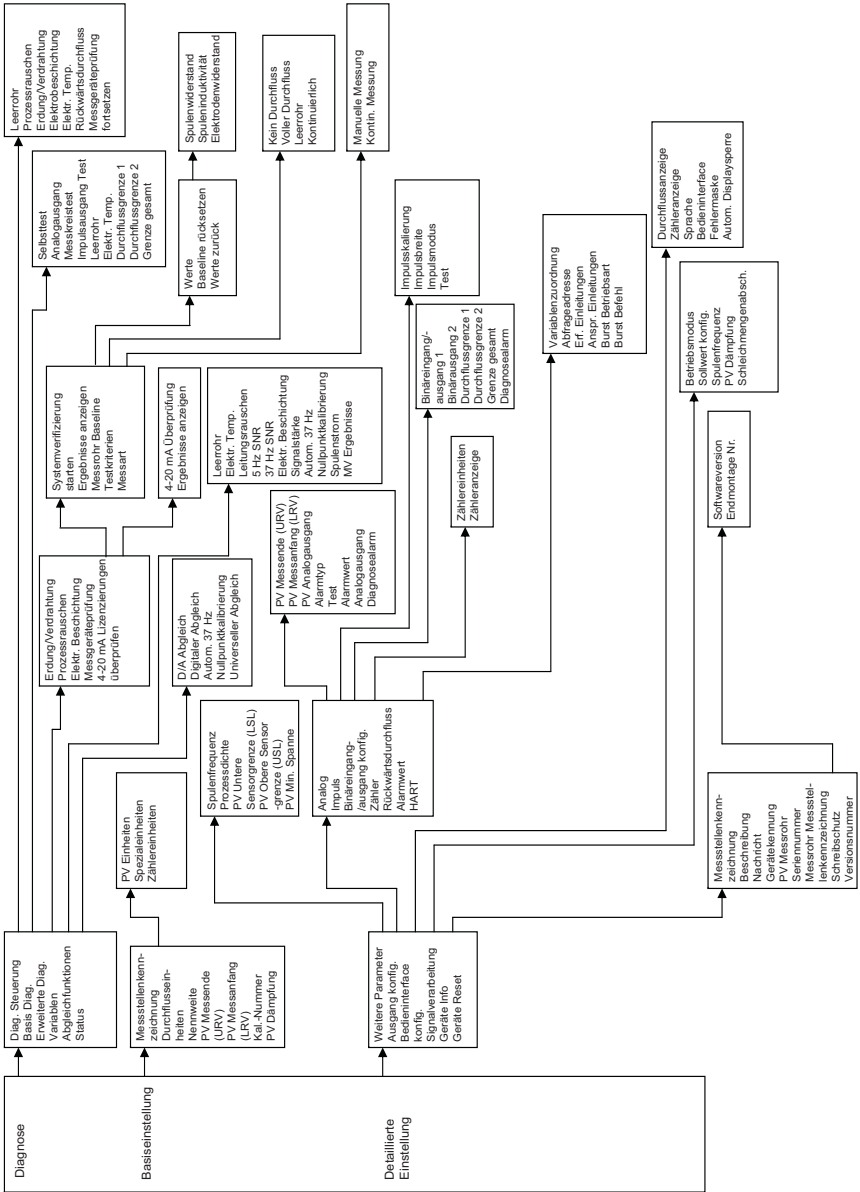 Diagnose
Basiseinstellung
Detaillierte
Einstellung
Diag. Steuerung
Basis Diag.
Erweiterte Diag.
Variablen
Abgleichfunktionen
Status
Messstellenkenn-
zeichnung
Durchflussein-
heiten
Nennweite
PV Messende
(URV)
PV Messanfang
(LRV)
Kal.-Nummer
PV Dämpfung
Weitere Parameter
Ausgang konfig.
Bedieninterface
konfig.
Signalverarbeitung
Geräte Info
Geräte Reset
PV Einheiten
Spezialeinheiten
Zählereinheiten
Erdung/Verdrahtung
Prozessrauschen
Elektr. Beschichtung
Messgeräteprüfung
4-20 mA Lizenzierungen
überprüfen
D/A Abgleich
Digitaler Abgleich
Autom. 37 Hz
Nullpunktkalibrierung
Universeller Abgleich
Spulenfrequenz
Prozessdichte
PV Untere
Sensorgrenze (LSL)
PV Obere Sensor
-grenze (USL)
PV Min. Spanne
Analog
Impuls
Binäreingang-
/ausgang konfig.
Zähler
Rückwärtsdurchfluss
Alarmwert
HART
Messstellenkenn-
zeichnung
Beschreibung
Nachricht
Gerätekennung
PV Messrohr
Seriennummer
Messrohr Messstel-
lenkennzeichnung
Schreibschutz
Versionsnummer
Systemverifizierung
starten
Ergebnisse anzeigen
Messrohr Baseline
Testkriterien
Messart
4-20 mA Überprüfung
Ergebnisse anzeigen
Leerrohr
Elektr. Temp.
Leitungsrauschen
5 Hz SNR
37 Hz SNR
Elektr. Beschichtung
Signalstärke
Autom. 37 Hz
Nullpunktkalibrierung
Spulenstrom
MV Ergebnisse
PV Messende (URV)
PV Messanfang (LRV)
PV Analogausgang
Alarmtyp
Test
Alarmwert
Analogausgang
Diagnosealarm
Leerrohr
Prozessrauschen
Erdung/Verdrahtung
Elektrobeschichtung
Elektr. Temp.
Rückwärtsdurchfluss
Messgeräteprüfung
fortsetzen
Selbsttest
Analogausgang
Messkreistest
Impulsausgang Test
Leerrohr
Elektr. Temp.
Durchflussgrenze 1
Durchflussgrenze 2
Grenze gesamt
Werte
Baseline rücksetzen
Werte zurück
Spulenwiderstand
Spuleninduktivität
Elektrodenwiderstand
Kein Durchfluss
Voller Durchfluss
Leerrohr
Kontinuierlich
Manuelle Messung
Kontin. Messung
Impulsskalierung
Impulsbreite
Impulsmodus
Test
Binäreingang/-
ausgang 1
Binärausgang 2
Durchflussgrenze 1
Durchflussgrenze 2
Grenze gesamt
Diagnosealarm
Zählereinheiten
Zähleranzeige
Variablenzuordnung
Abfrageadresse
Erf. Einleitungen
Anspr. Einleitungen
Burst Betriebsart
Burst Befehl
Durchflussanzeige
Zähleranzeige
Sprache
Bedieninterface
Fehlermaske
Autom. Displaysperre
Betriebsmodus
Sollwert konfig.
Spulenfrequenz
PV Dämpfung
Schleichmengenabsch.
Softwareversion
Endmontage Nr.